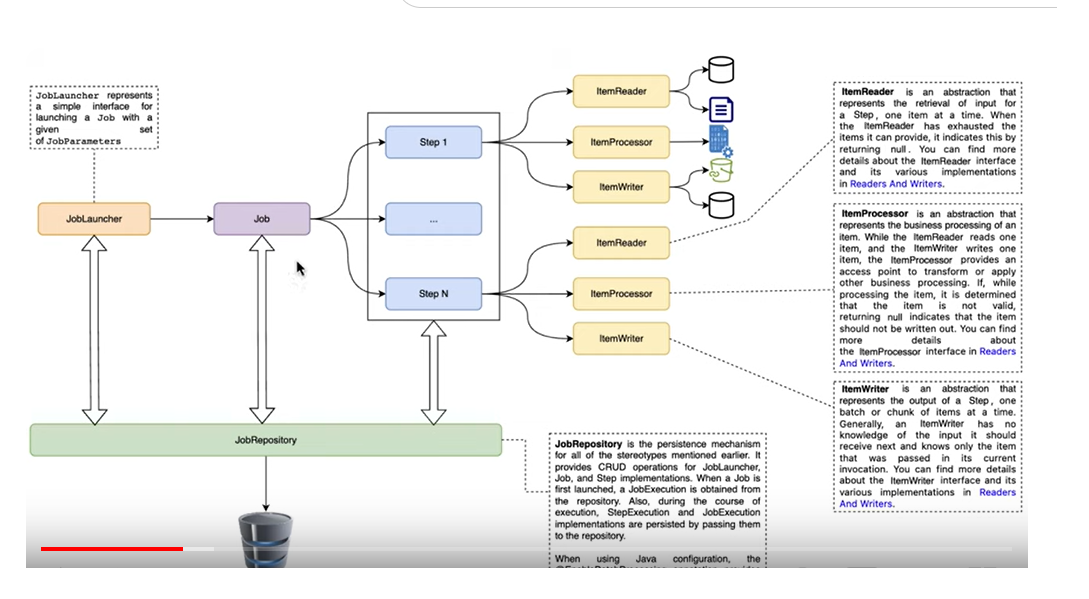 JobLauncher represents
a simple interface for
launching a Job with a
given set
of JobParameters
JobLauncher
Job
Step 1
...
Step N
ItemReader
ItemProcessor
ItemWriter
ItemReader
ItemProcessor
ItemWriter
JobRepository
ItemReader is an abstraction that
represents the retrieval of input for
a Step, one item at a time. When
the ItemReader has exhausted the
items it can provide, it indicates this by
returning null. You can find more
details about the ItemReader interface
and its various implementations
in Readers And Writers.
ItemProcessor is an abstraction that
represents the business processing of an
item. While the ItemReader reads one
item, and the ItemWriter writes one
item, the ItemProcessor provides an
access point to transform or apply
other business processing. If, while
processing the item, it is determined
that the item is not valid,
returning null indicates that the item
should not be written out. You can find
more details about
the ItemProcessor interface in Readers
And Writers.
ItemWriter is an abstraction that
represents the output of a Step, one
batch or chunk of items at a time.
Generally, an ItemWriter has no
knowledge of the input it should
receive next and knows only the item
that was passed in its current
invocation. You can find more details
about the ItemWriter interface and its
various implementations in Readers
And Writers.
JobRepository is the persistence mechanism
for all of the stereotypes mentioned earlier. It
provides CRUD operations for JobLauncher,
Job, and Step implementations. When a Job is
first launched, a JobExecution is obtained from
the repository. Also, during the course of
execution, StepExecution and JobExecution
implementations are persisted by passing them
to the repository.
When using Java configuration, the